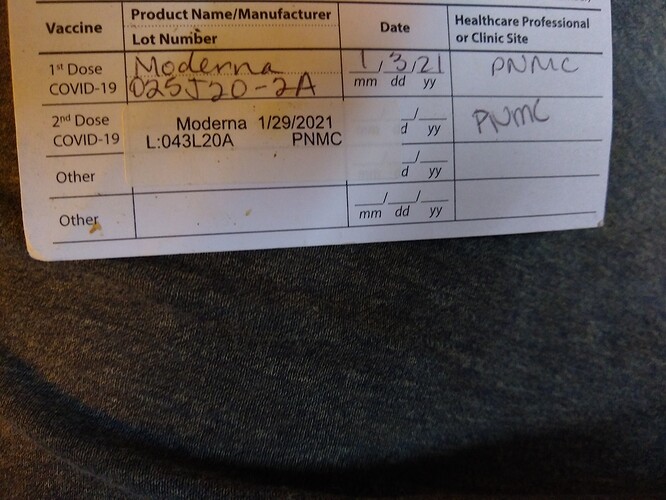 Vaccine Product Name/Manufacturer Date Healthcare Professional
Lot Number or Clinic Site
1st Dose Moderna 1/3/21 PNMC
COVID-19 025J20-2A mm dd yy
2nd Dose Moderna 1/29/2021 / PNMC
COVID-19 L:043L20A PNMC d yy
Other /
d yy
Other / /
mm dd yy